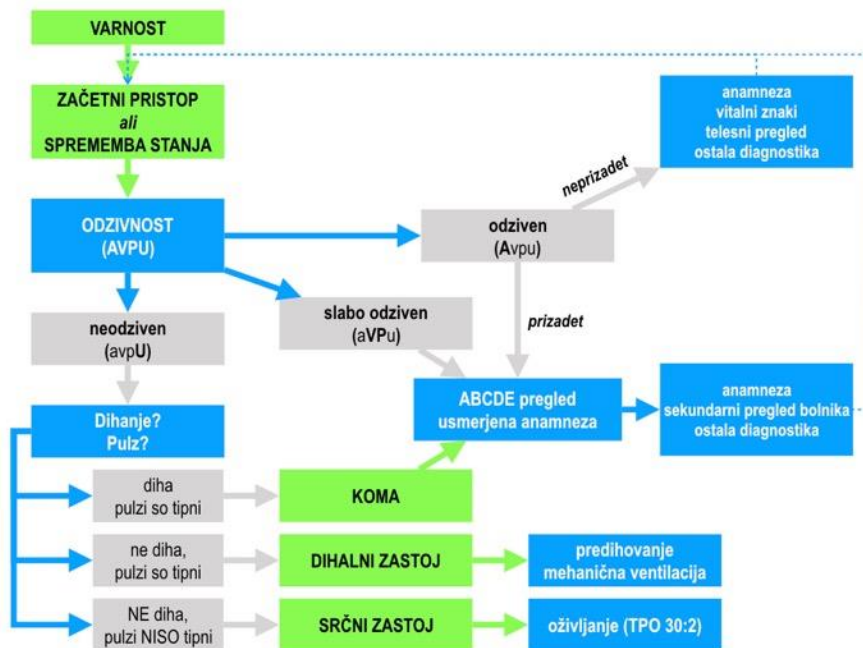 VARNOST
ZAČETNI PRISTOP
ali
SPREMEMBA STANJA
anamneza
vitalni znaki
telesni pregled
ostala diagnostika
neprizadet
ODZIVNOST
(AVPU)
odziven
(Avpu)
slabo odziven
(aVPu)
prizadet
neodziven
(avpU)
ABCDE pregled
usmerjena anamneza
anamneza
sekundarni pregled bolnika
ostala diagnostika
Dihanje?
Pulz?
diha
pulzi so tipni
KOMA
ne diha,
pulzi so tipni
DIHALNI ZASTOJ
predihovanje
mehanična ventilacija
NE diha,
pulzi NISO tipni
SRČNI ZASTOJ
oživljanje (TPO 30:2)